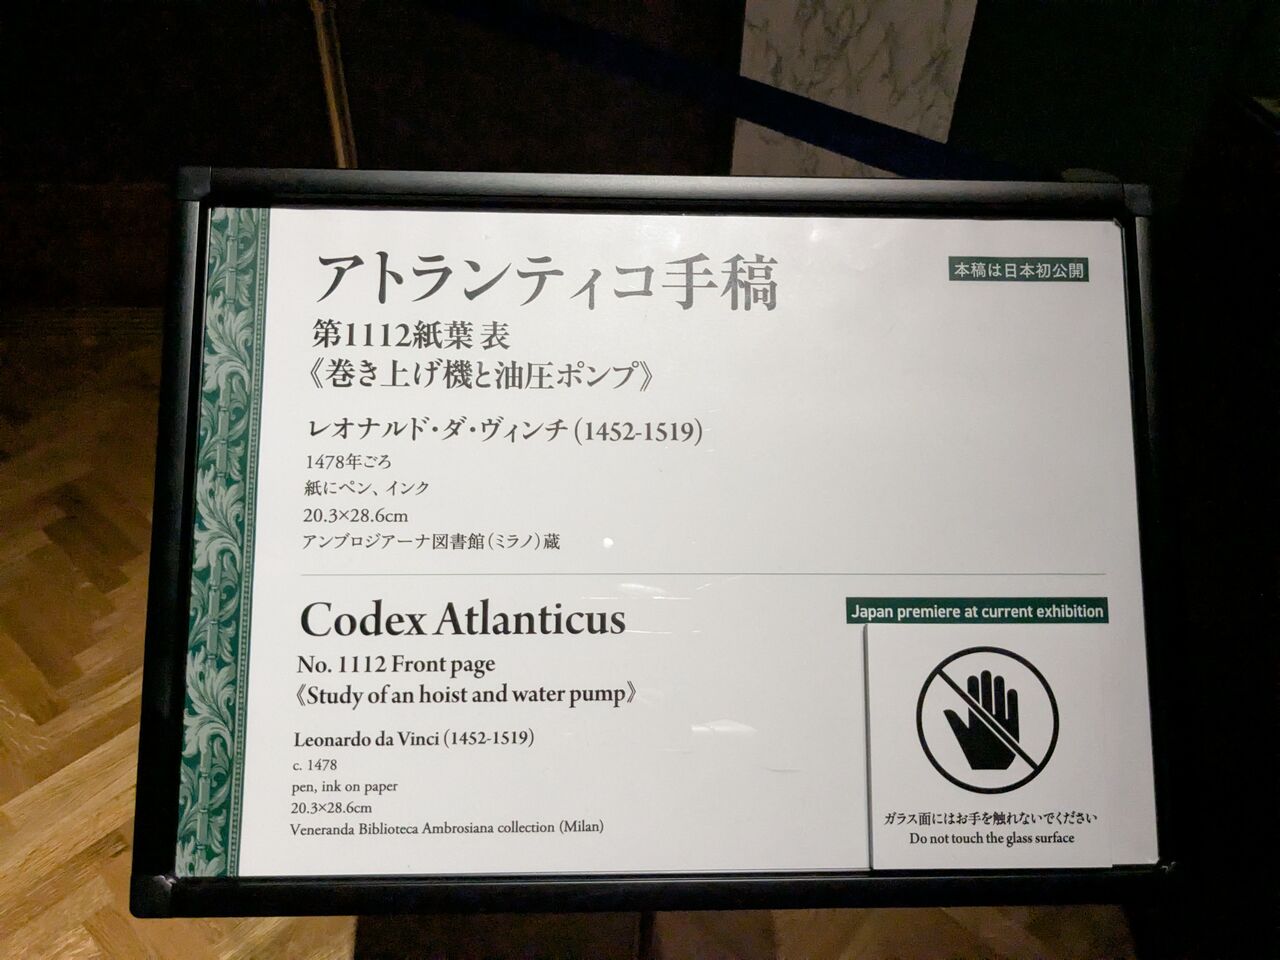 アトランティコ手稿
本稿は日本初公開
第1112紙葉 表
《巻き上げ機と油圧ポンプ》
レオナルド・ダ・ヴィンチ (1452-1519)
1478年ごろ
紙にペン、インク
20.3×28.6cm
アンブロジアーナ図書館(ミラノ)蔵
Codex Atlanticus
Japan premiere at current exhibition
No. 1112 Front page
《Study of an hoist and water pump》
Leonardo da Vinci (1452-1519)
c. 1478
pen, ink on paper
20.3×28.6cm
Veneranda Biblioteca Ambrosiana collection (Milan)
ガラス面にはお手を触れないでください
Do not touch the glass surface